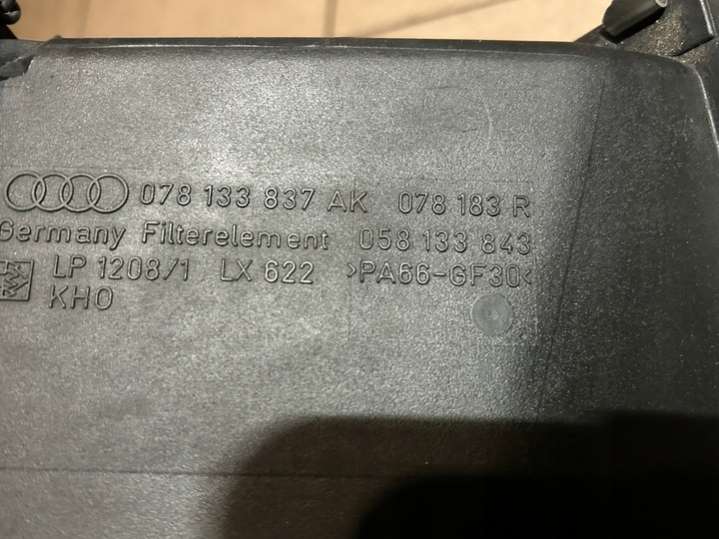 078 133 837 AK 078 183 R
Germany Filterelement 058 133 843
LP 1208/1 LX 622 >PA66-GF30<
KHO